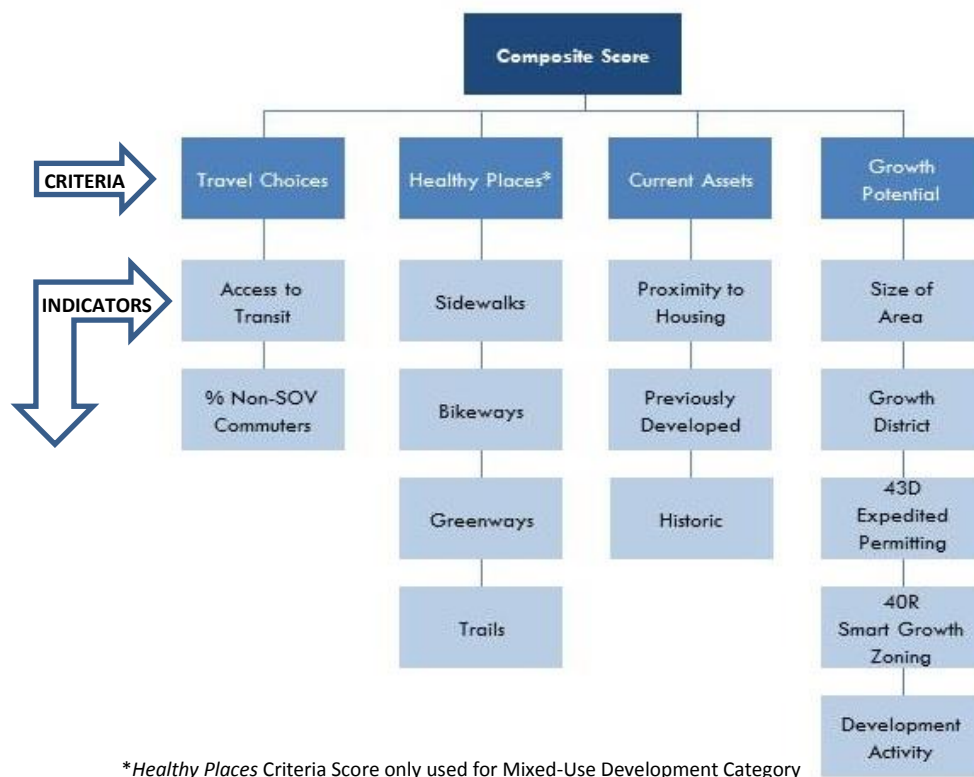 Composite Score
CRITERIA
Travel Choices
Healthy Places*
Current Assets
Growth
Potential
INDICATORS
Access to
Transit
Sidewalks
Proximity to
Housing
Size of
Area
% Non-SOV
Commuters
Bikeways
Previously
Developed
Growth
District
Greenways
Historic
43D
Expedited
Permitting
Trails
40R
Smart Growth
Zoning
Development
Activity
*Healthy Places Criteria Score only used for Mixed-Use Development Category